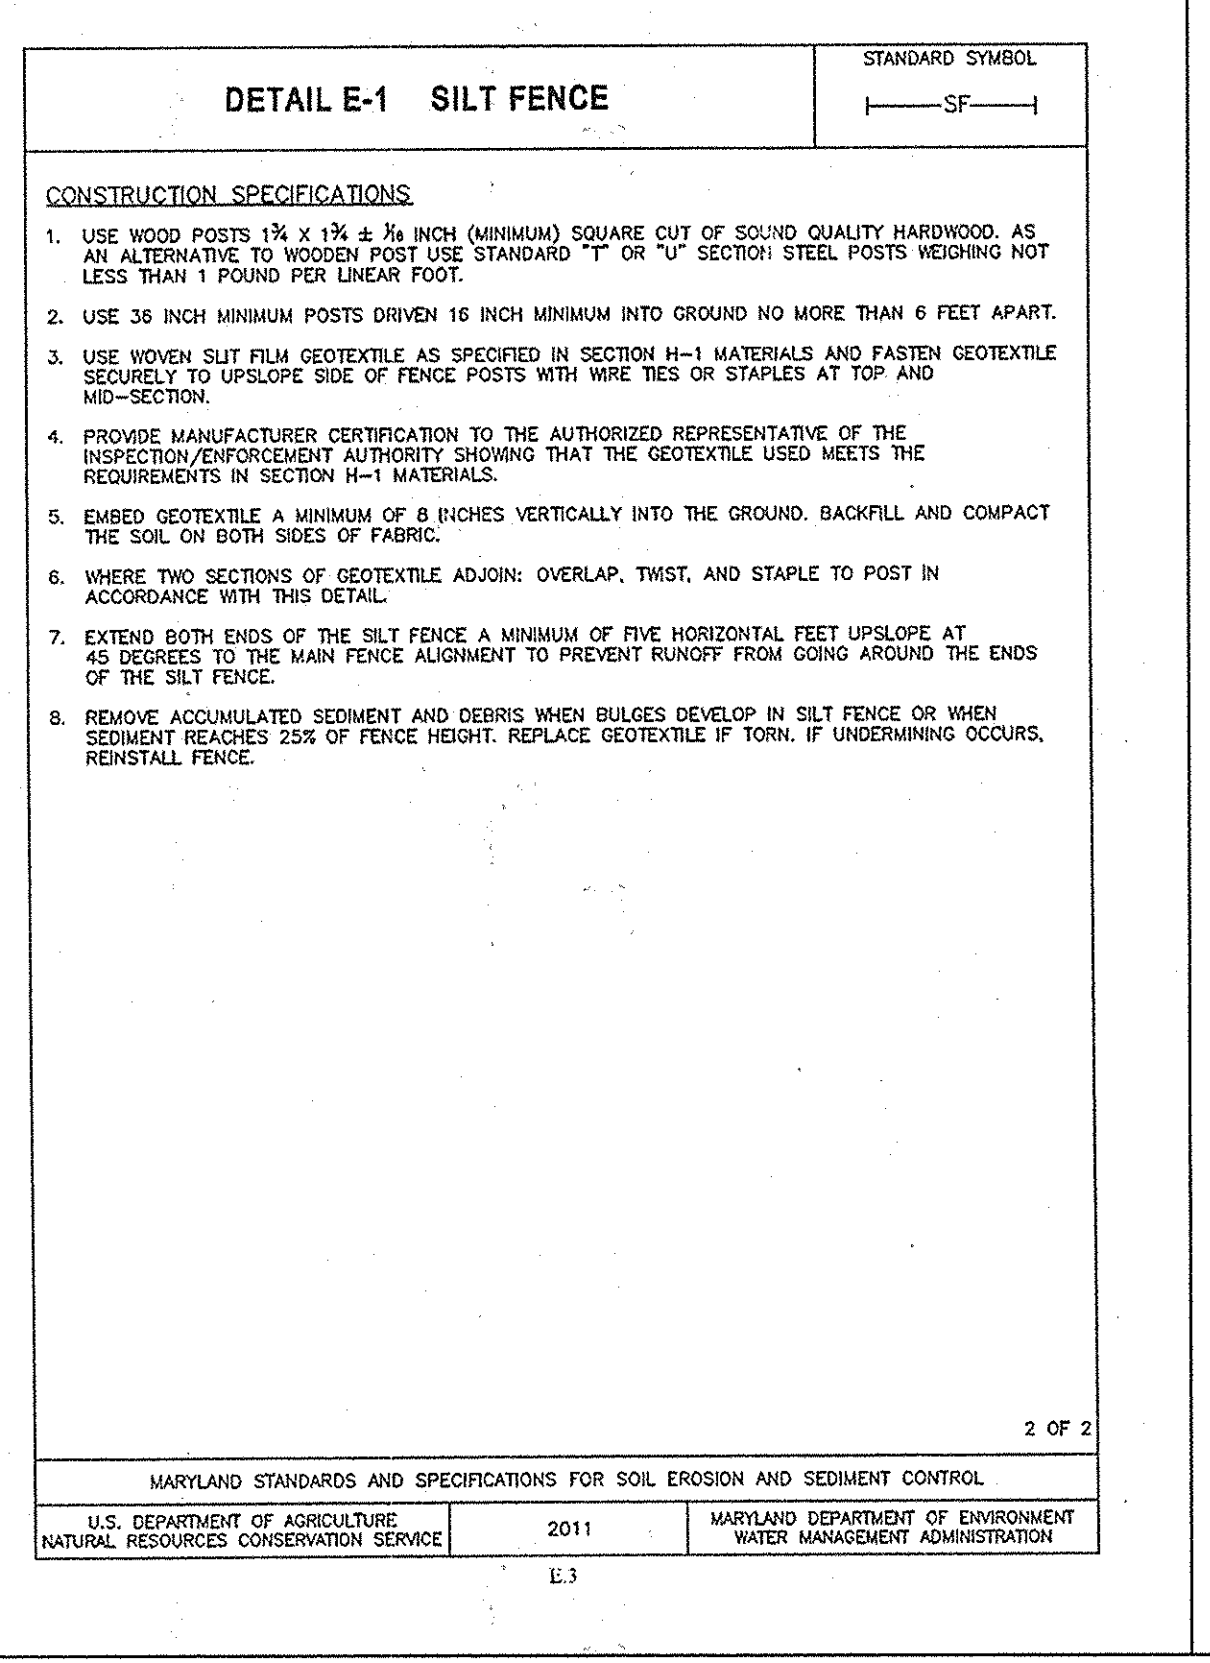 STANDARD SYMBOL
DETAIL E-1 SILT FENCE
SF
CONSTRUCTION SPECIFICATIONS
1. USE WOOD POSTS 1¾ X 1¾ ± 1/16 INCH (MINIMUM) SQUARE CUT OF SOUND QUALITY HARDWOOD. AS
AN ALTERNATIVE TO WOODEN POST USE STANDARD "T" OR "U" SECTION STEEL POSTS WEIGHING NOT
LESS THAN 1 POUND PER LINEAR FOOT.
2. USE 36 INCH MINIMUM POSTS DRIVEN 16 INCH MINIMUM INTO GROUND NO MORE THAN 6 FEET APART.
3. USE WOVEN SLIT FILM GEOTEXTILE AS SPECIFIED IN SECTION H-1 MATERIALS AND FASTEN GEOTEXTILE
SECURELY TO UPSLOPE SIDE OF FENCE POSTS WITH WIRE TIES OR STAPLES AT TOP AND
MID-SECTION.
4. PROVIDE MANUFACTURER CERTIFICATION TO THE AUTHORIZED REPRESENTATIVE OF THE
INSPECTION/ENFORCEMENT AUTHORITY SHOWING THAT THE GEOTEXTILE USED MEETS THE
REQUIREMENTS IN SECTION H-1 MATERIALS.
5. EMBED GEOTEXTILE A MINIMUM OF 8 INCHES VERTICALLY INTO THE GROUND. BACKFILL AND COMPACT
THE SOIL ON BOTH SIDES OF FABRIC.
6. WHERE TWO SECTIONS OF GEOTEXTILE ADJOIN: OVERLAP, TWIST, AND STAPLE TO POST IN
ACCORDANCE WITH THIS DETAIL.
7. EXTEND BOTH ENDS OF THE SILT FENCE A MINIMUM OF FIVE HORIZONTAL FEET UPSLOPE AT
45 DEGREES TO THE MAIN FENCE ALIGNMENT TO PREVENT RUNOFF FROM GOING AROUND THE ENDS
OF THE SILT FENCE.
8. REMOVE ACCUMULATED SEDIMENT AND DEBRIS WHEN BULGES DEVELOP IN SILT FENCE OR WHEN
SEDIMENT REACHES 25% OF FENCE HEIGHT. REPLACE GEOTEXTILE IF TORN. IF UNDERMINING OCCURS,
REINSTALL FENCE.
2 OF 2
MARYLAND STANDARDS AND SPECIFICATIONS FOR SOIL EROSION AND SEDIMENT CONTROL
U.S. DEPARTMENT OF AGRICULTURE
NATURAL RESOURCES CONSERVATION SERVICE
2011
MARYLAND DEPARTMENT OF ENVIRONMENT
WATER MANAGEMENT ADMINISTRATION
E.3